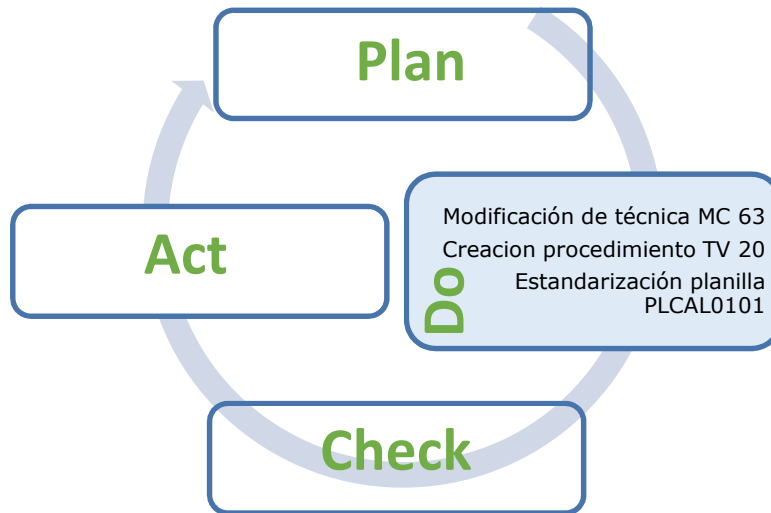 Plan
Modificación de técnica MC 63
Creacion procedimiento TV 20
Estandarización planilla
PLCAL0101
Do
Check
Act